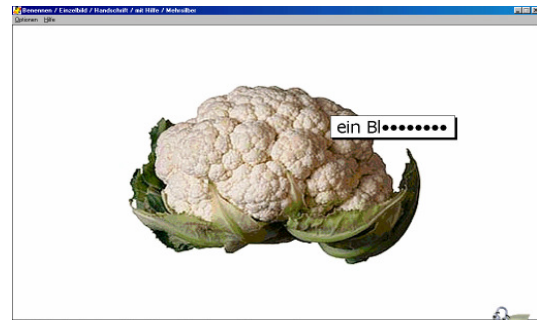 Benennen / Einzelbild / Handschrift / mit Hilfe / Mehrsilber
Optionen Hilfe
ein Bl••••••••